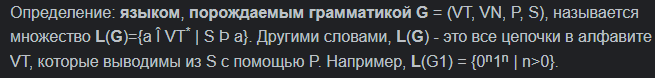 Определение: языком, порождаемым грамматикой G = (VT, VN, P, S), называется
множество L(G)={a Î VT* | S Þ a}. Другими словами, L(G) - это все цепочки в алфавите
VT, которые выводимы из S с помощью P. Например, L(G1) = {0ⁿ1ⁿ | n>0}.